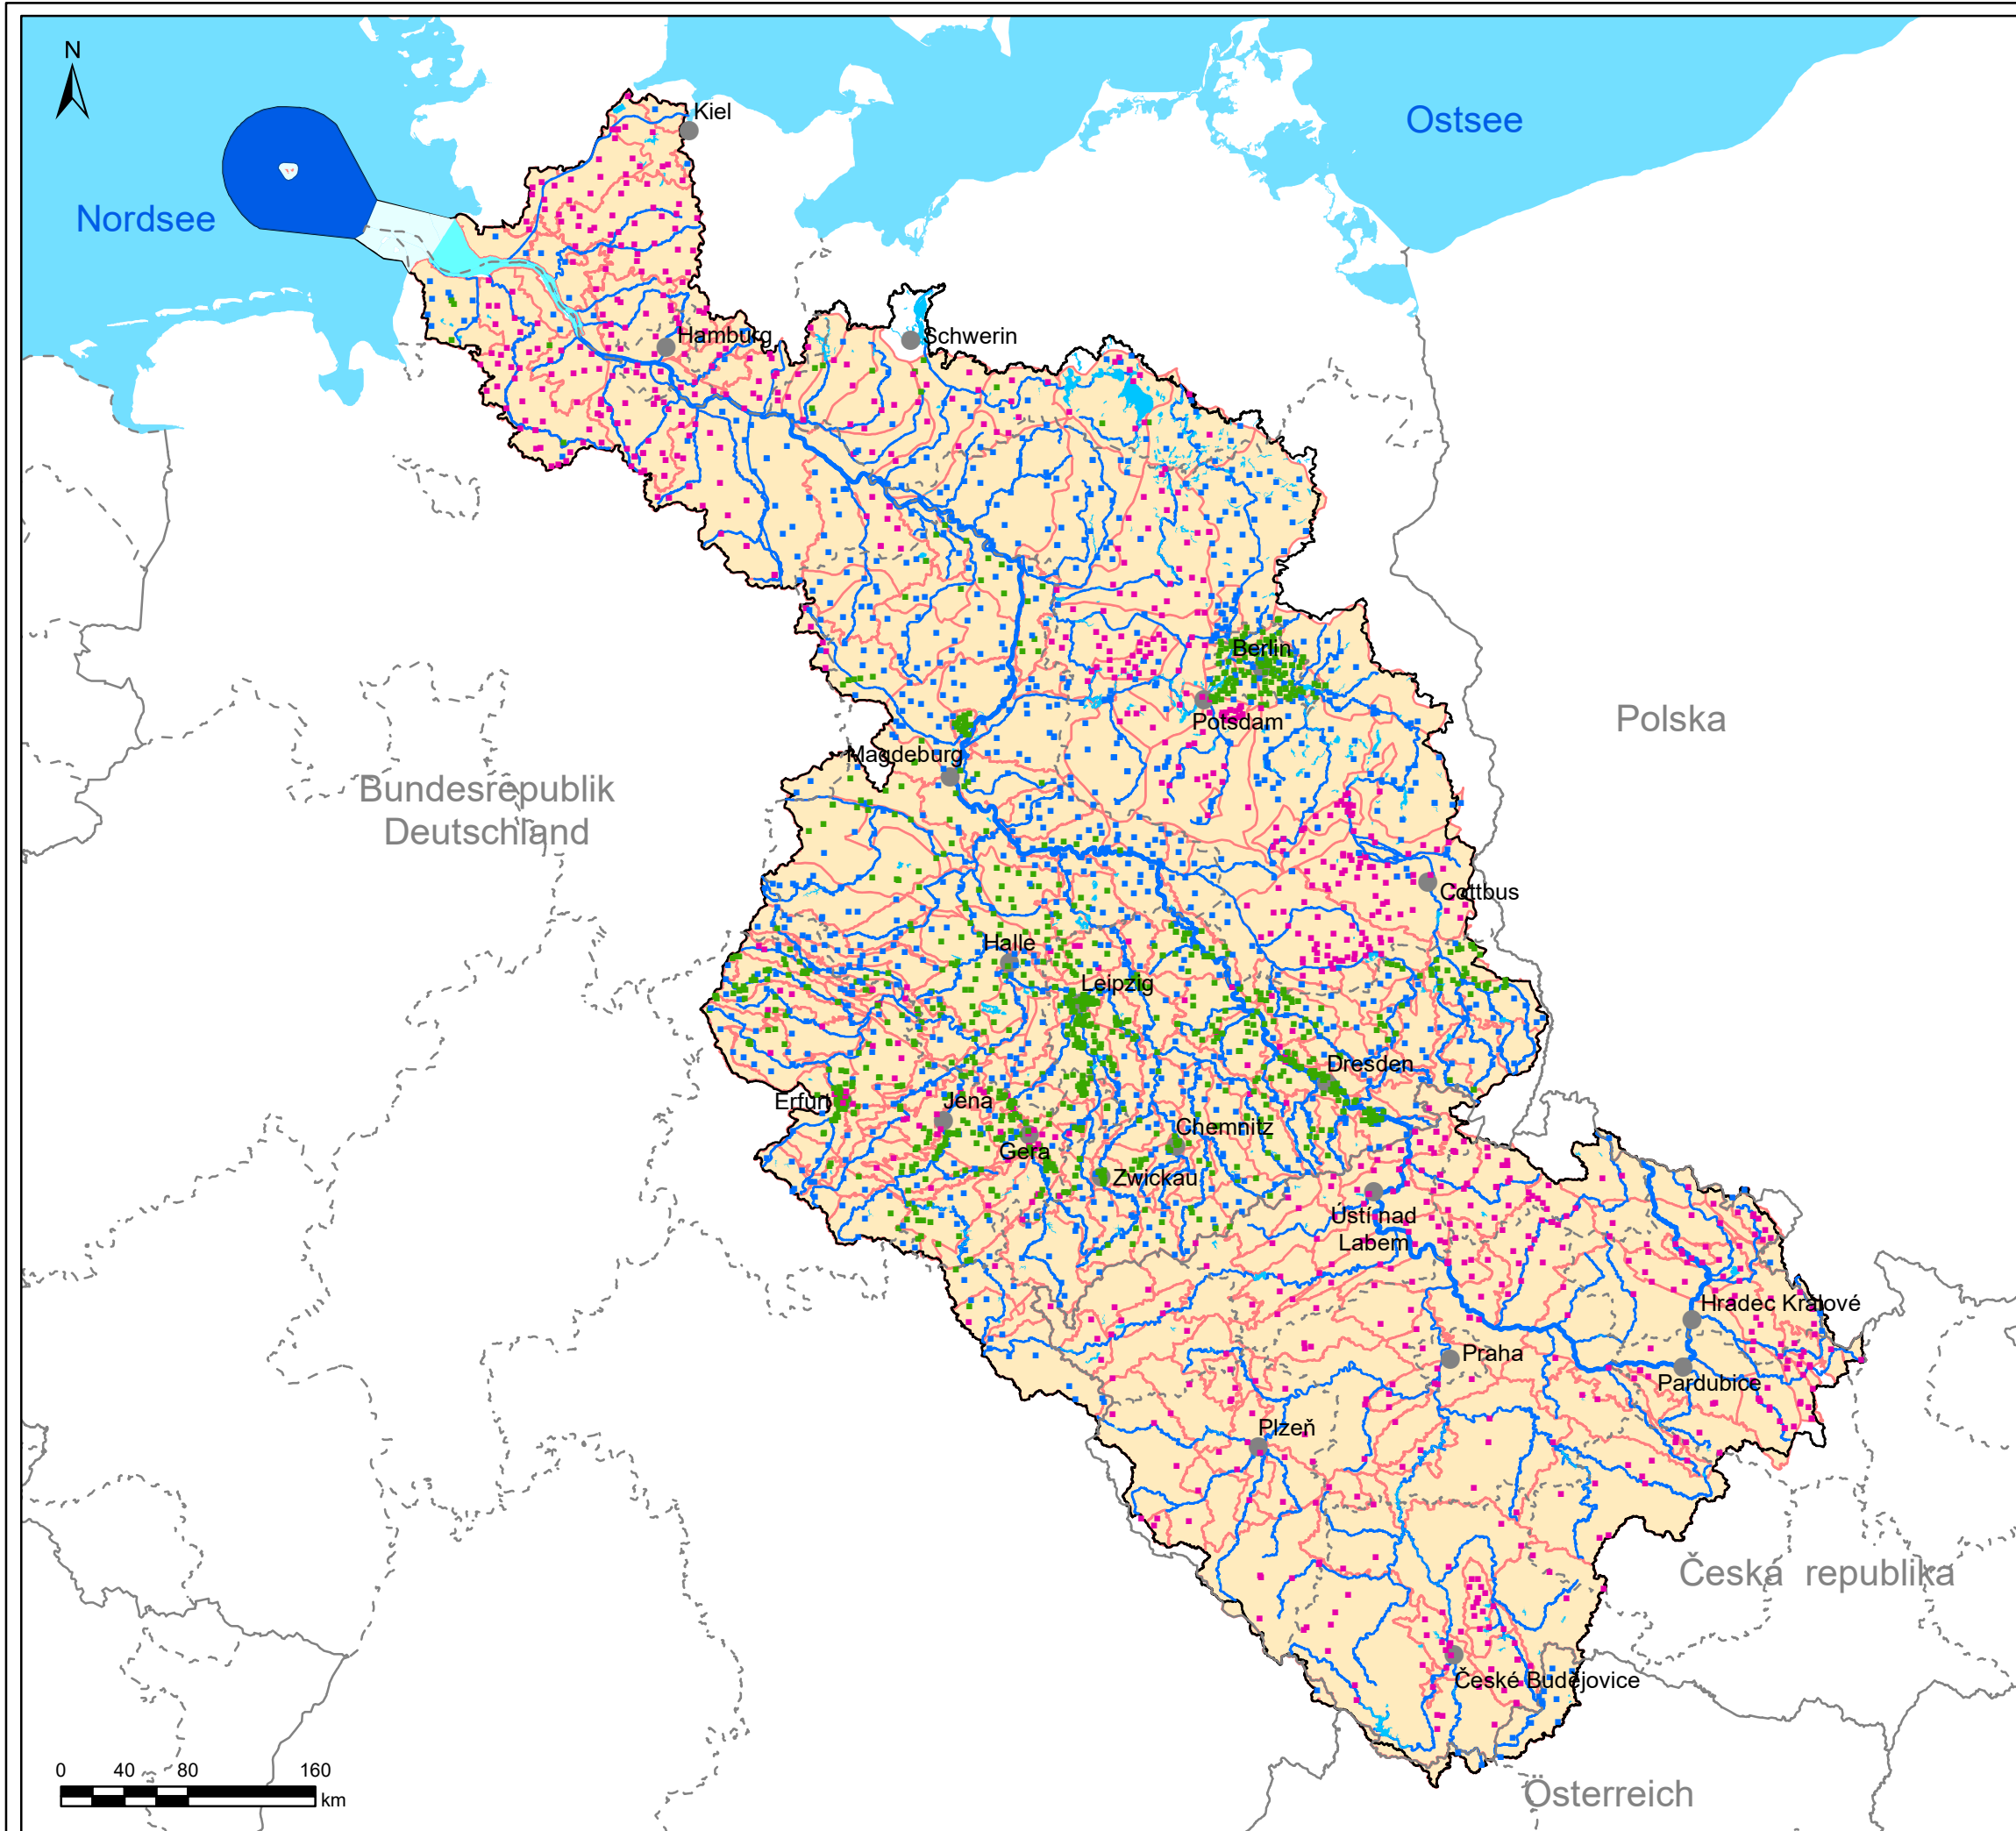 N
Kiel
Ostsee
Nordsee
Hamburg
Schwerin
Berlin
Polska
Potsdam
Magdeburg
Bundesrepublik
Deutschland
Cottbus
Halle
Leipzig
Dresden
Erfurt
Jena
Chemnitz
Gera
Zwickau
Ústí nad
Labem
Hradec Králové
Praha
Pardubice
Plzeň
Česká republika
České Budějovice
0 40 80 160
km
Österreich